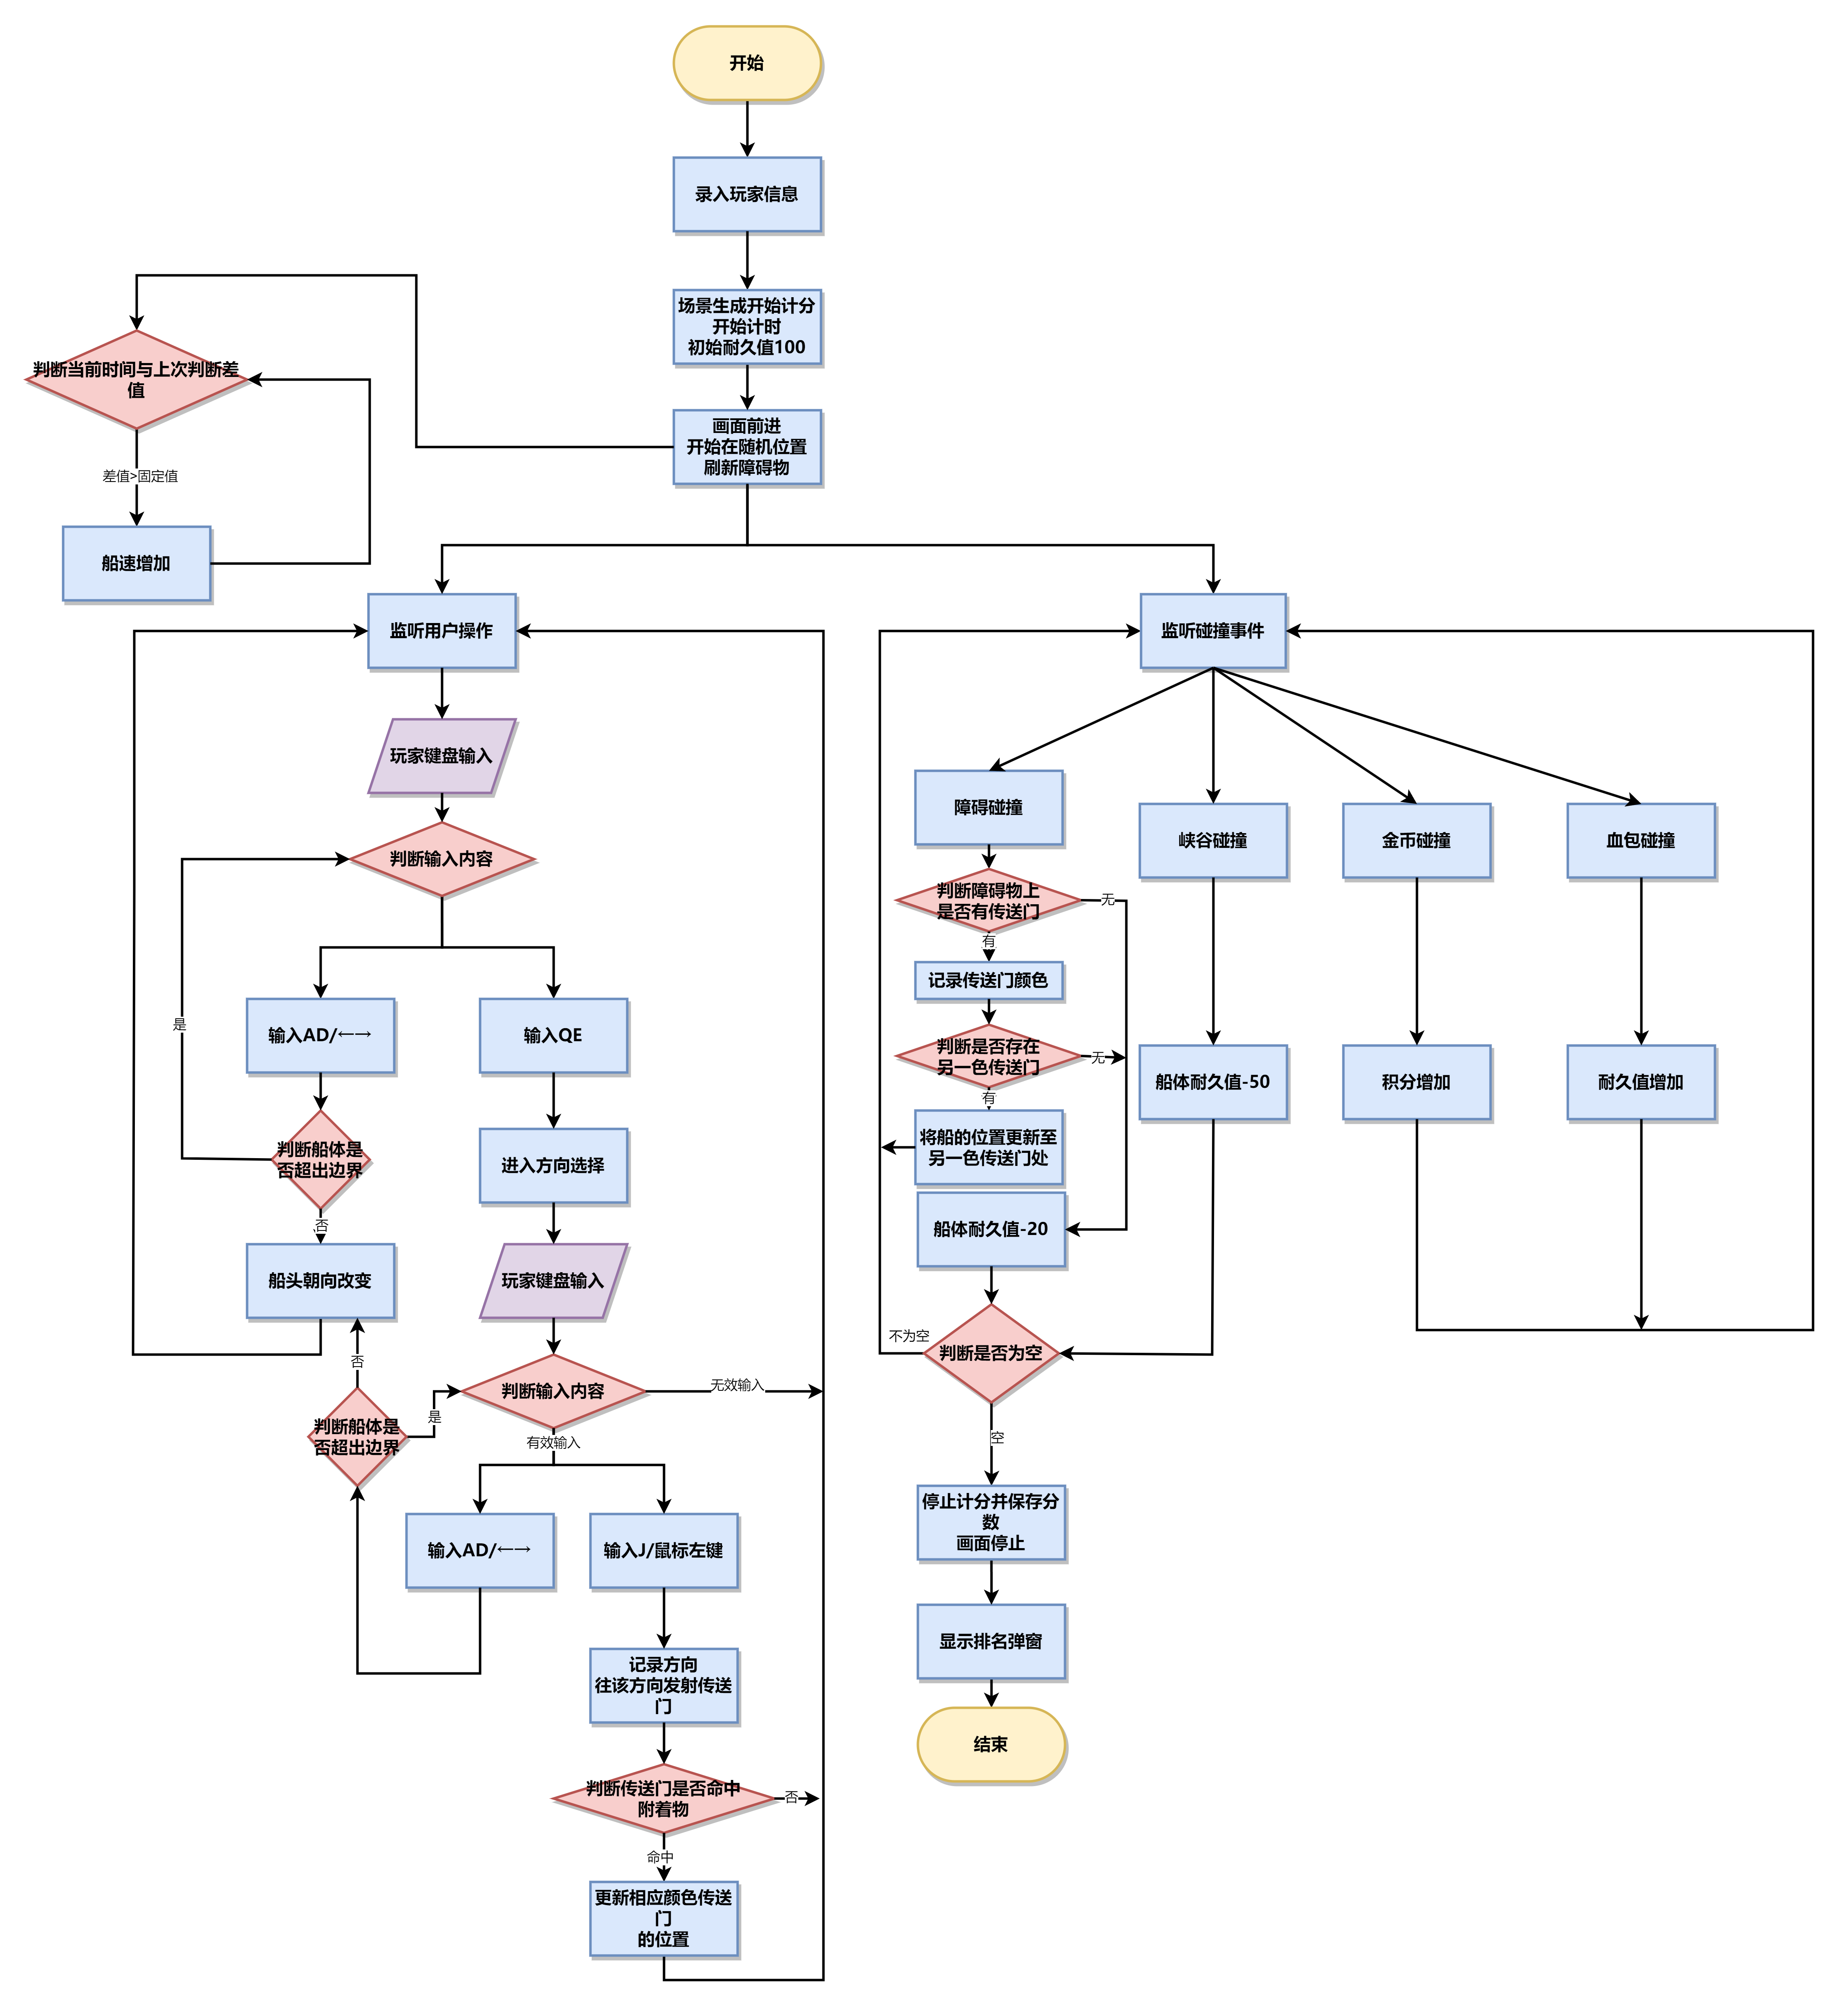 开始
录入玩家信息
场景生成开始计分
开始计时
初始耐久值100
画面前进
开始在随机位置
刷新障碍物
判断当前时间与上次判断差
值
差值>固定值
船速增加
监听用户操作
玩家键盘输入
判断输入内容
输入AD/←→
输入QE
是
判断船体是
否超出边界
否
船头朝向改变
进入方向选择
玩家键盘输入
判断输入内容
无效输入
有效输入
否
判断船体是
否超出边界
是
输入AD/←→
输入J/鼠标左键
记录方向
往该方向发射传送
门
判断传送门是否命中
附着物
否
命中
更新相应颜色传送
门
的位置
监听碰撞事件
障碍碰撞
峡谷碰撞
金币碰撞
血包碰撞
判断障碍物上
是否有传送门
无
有
记录传送门颜色
判断是否存在
另一色传送门
无
有
将船的位置更新至
另一色传送门处
船体耐久值-50
积分增加
耐久值增加
船体耐久值-20
不为空
判断是否为空
空
停止计分并保存分
数
画面停止
显示排名弹窗
结束